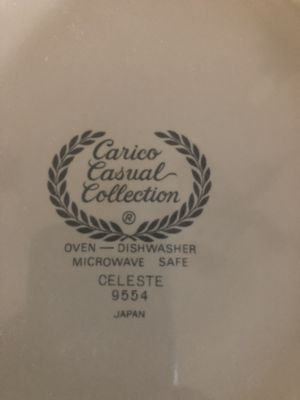 Carico
Casual
Collection
®
OVEN — DISHWASHER
MICROWAVE SAFE
CELESTE
9554
JAPAN